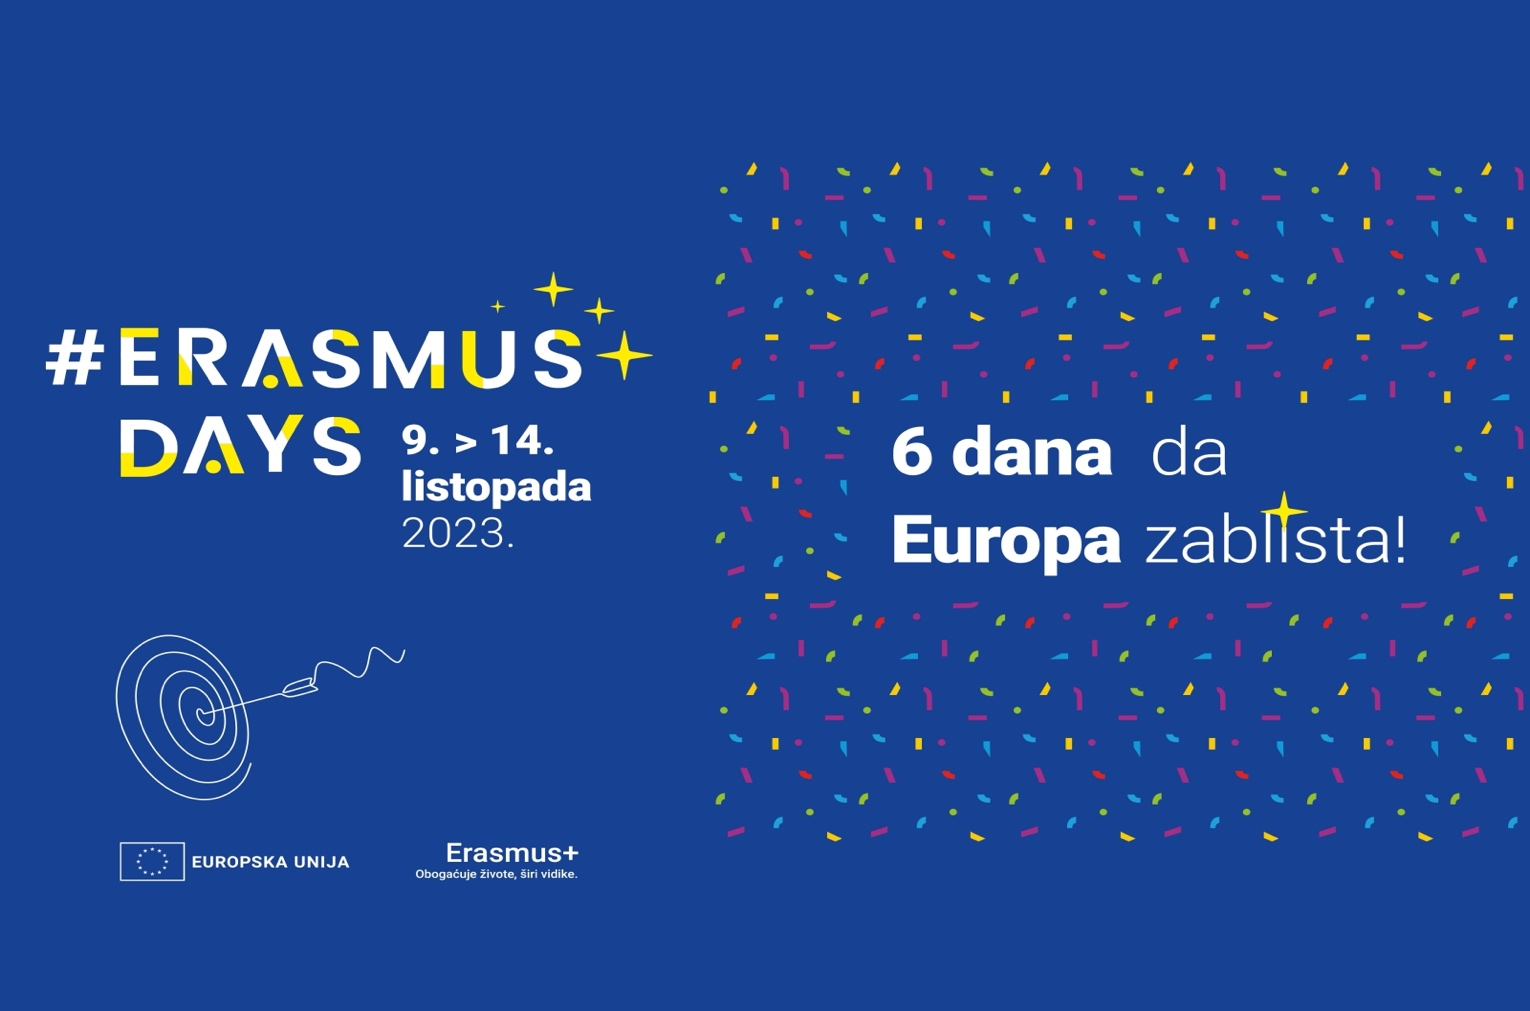 #ERASMUS
DAYS
9. > 14.
listopada
2023.
6 dana da
Europa zablista!
EUROPSKA UNIJA
Erasmus+
Obogaćuje živote, širi vidike.